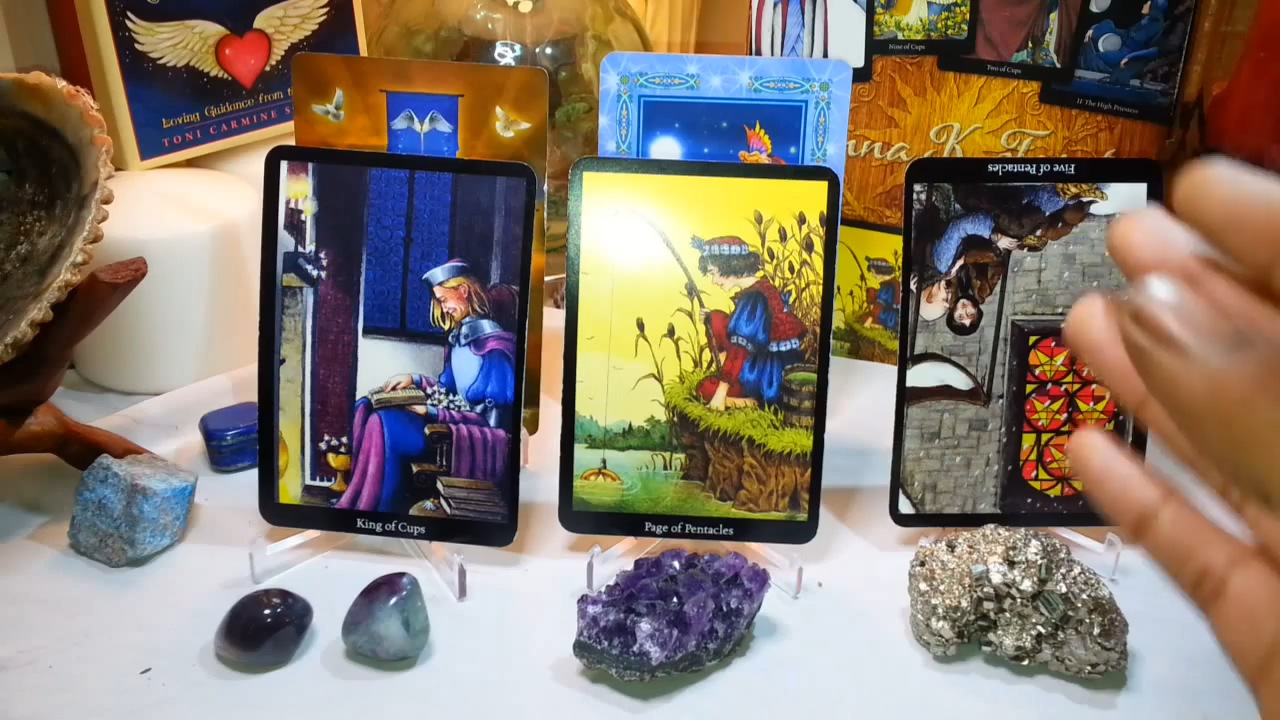 Loving Guidance from
TONI CARMINE
Nine of Cups
Two of Cups
II The High Priestess
Five of Pentacles
King of Cups
Page of Pentacles